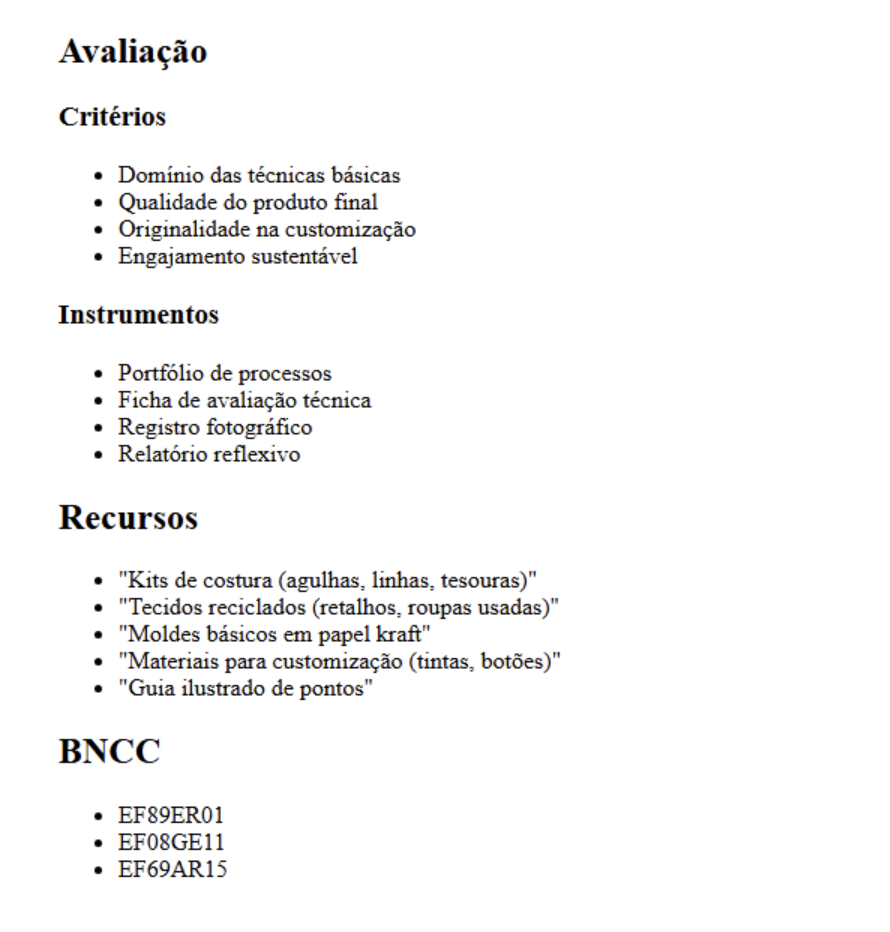 Avaliação
Critérios
Domínio das técnicas básicas
Qualidade do produto final
Originalidade na customização
Engajamento sustentável
Instrumentos
Portfólio de processos
Ficha de avaliação técnica
Registro fotográfico
Relatório reflexivo
Recursos
"Kits de costura (agulhas, linhas, tesouras)"
"Tecidos reciclados (retalhos, roupas usadas)"
"Moldes básicos em papel kraft"
"Materiais para customização (tintas, botões)"
"Guia ilustrado de pontos"
BNCC
EF89ER01
EF08GE11
EF69AR15